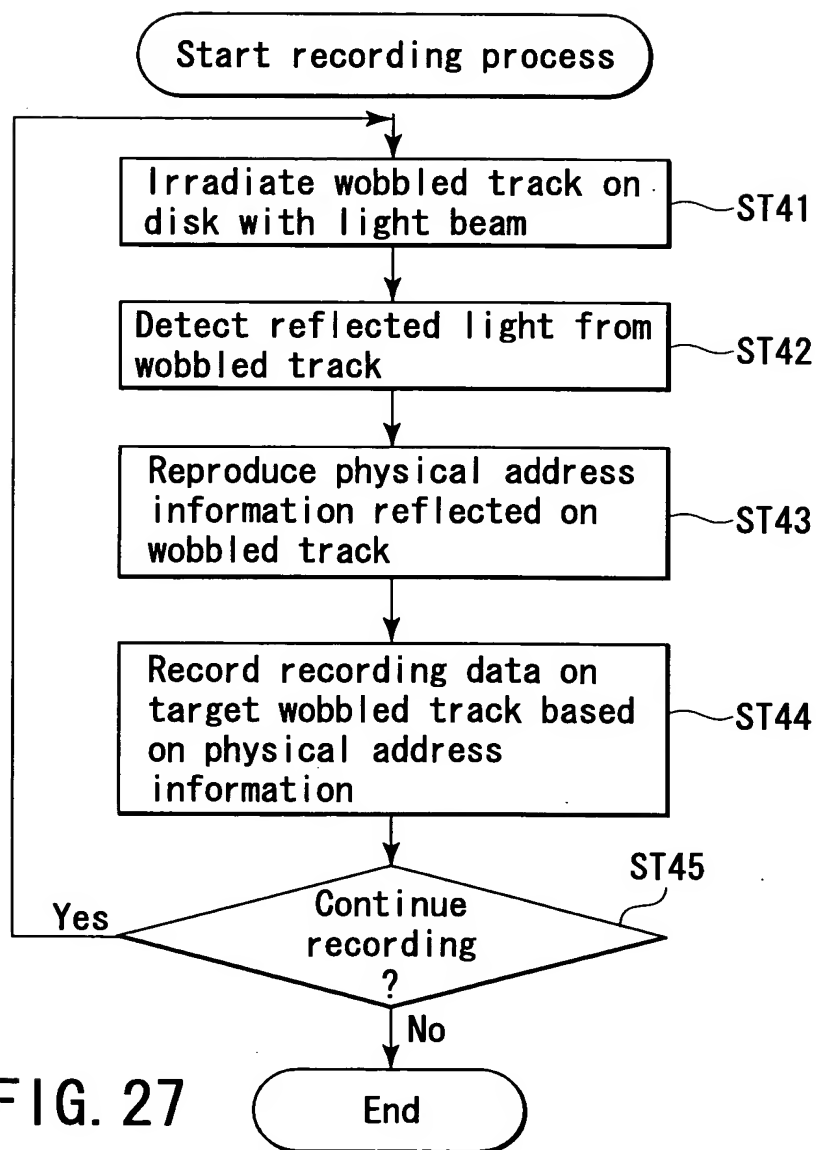 Start recording process
Irradiate wobbled track on
disk with light beam
ST41
Detect reflected light from
wobbled track
ST42
Reproduce physical address
information reflected on
wobbled track
ST43
Record recording data on
target wobbled track based
on physical address
information
ST44
ST45
Continue
recording
?
Yes
No
End
FIG. 27